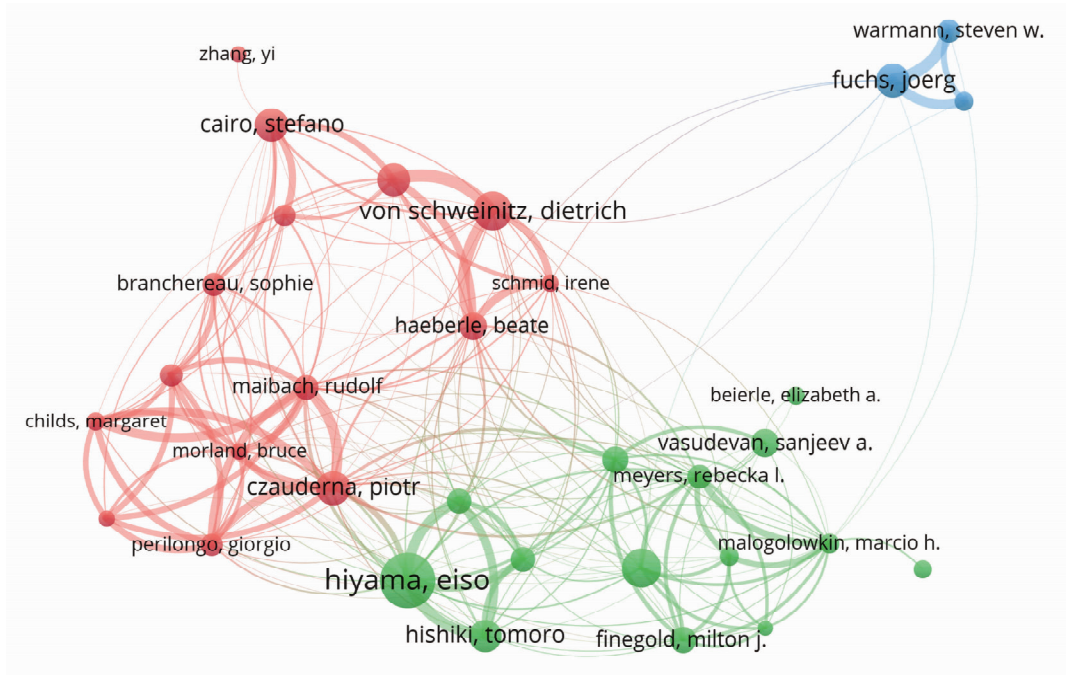 warmann, steven w.
zhang, yi
fuchs, joerg
cairo, stefano
von schweinitz, dietrich
branchereau, sophie
schmid, irene
haeberle, beate
maibach, rudolf
beierle, elizabeth a.
childs, margaret
vasudevan, sanjeev a.
morland, bruce
meyers, rebecka l.
czauderna, piotr
perilongo, giorgio
malogolowkin, marcio h.
hiyama, eiso
hishiki, tomoro
finegold, milton j.